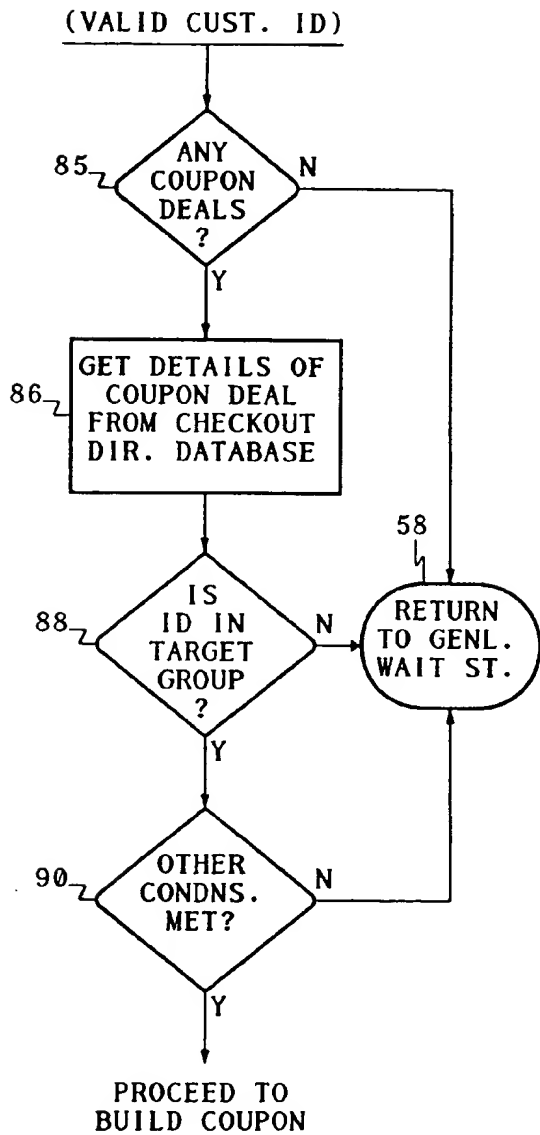 (VALID CUST. ID)
85
ANY
COUPON
DEALS
?
N
Y
86
GET DETAILS OF
COUPON DEAL
FROM CHECKOUT
DIR. DATABASE
58
RETURN
TO GENL.
WAIT ST.
88
IS
ID IN
TARGET
GROUP
?
N
Y
90
OTHER
CONDNS.
MET?
N
Y
PROCEED TO
BUILD COUPON